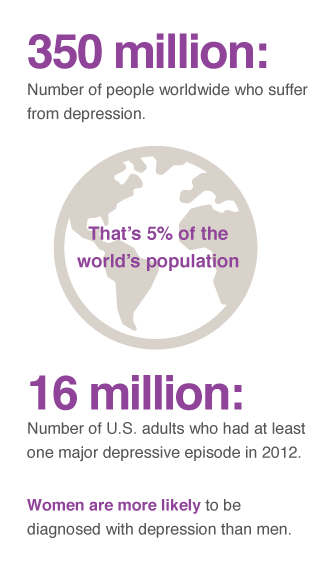 350 million:
Number of people worldwide who suffer
from depression.
That’s 5% of the
world’s population
16 million:
Number of U.S. adults who had at least
one major depressive episode in 2012.
Women are more likely to be
diagnosed with depression than men.